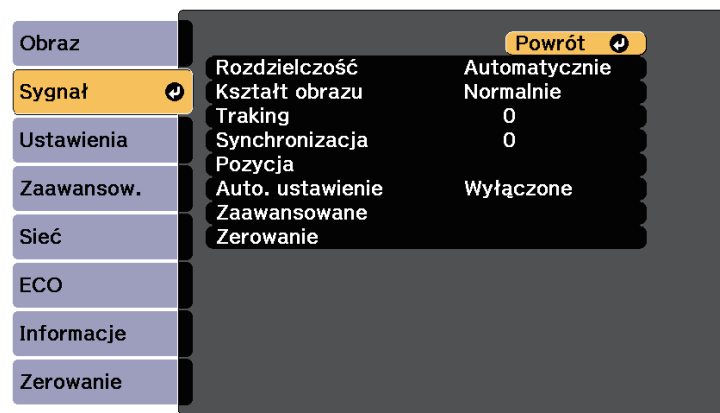 Obraz
Sygnał
Ustawienia
Zaawansow.
Sieć
ECO
Informacje
Zerowanie
Powrót
Rozdzielczość Automatycznie
Kształt obrazu Normalnie
Traking 0
Synchronizacja 0
Pozycja
Auto. ustawienie Wyłączone
Zaawansowane
Zerowanie